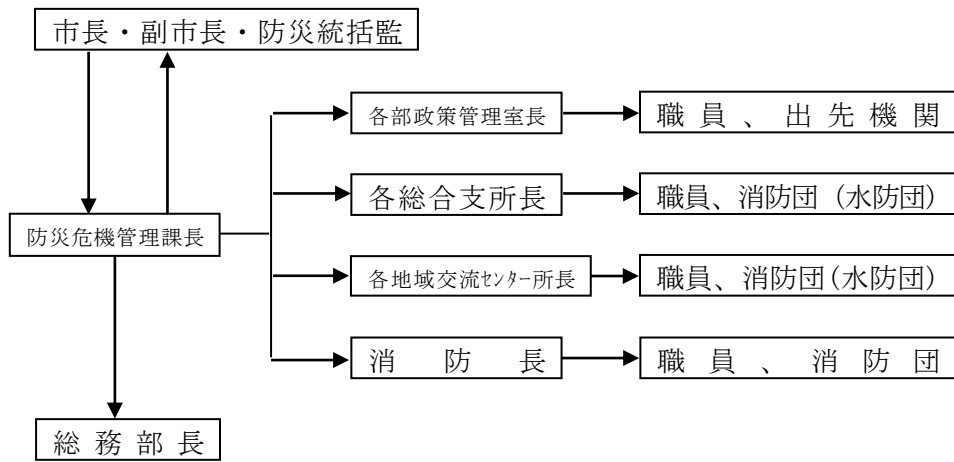 市長・副市長・防災統括監
各部政策管理室長
職員、出先機関
各総合支所長
職員、消防団（水防団）
防災危機管理課長
各地域交流ｾﾝﾀｰ所長
職員、消防団（水防団）
消防長
職員、消防団
総務部長